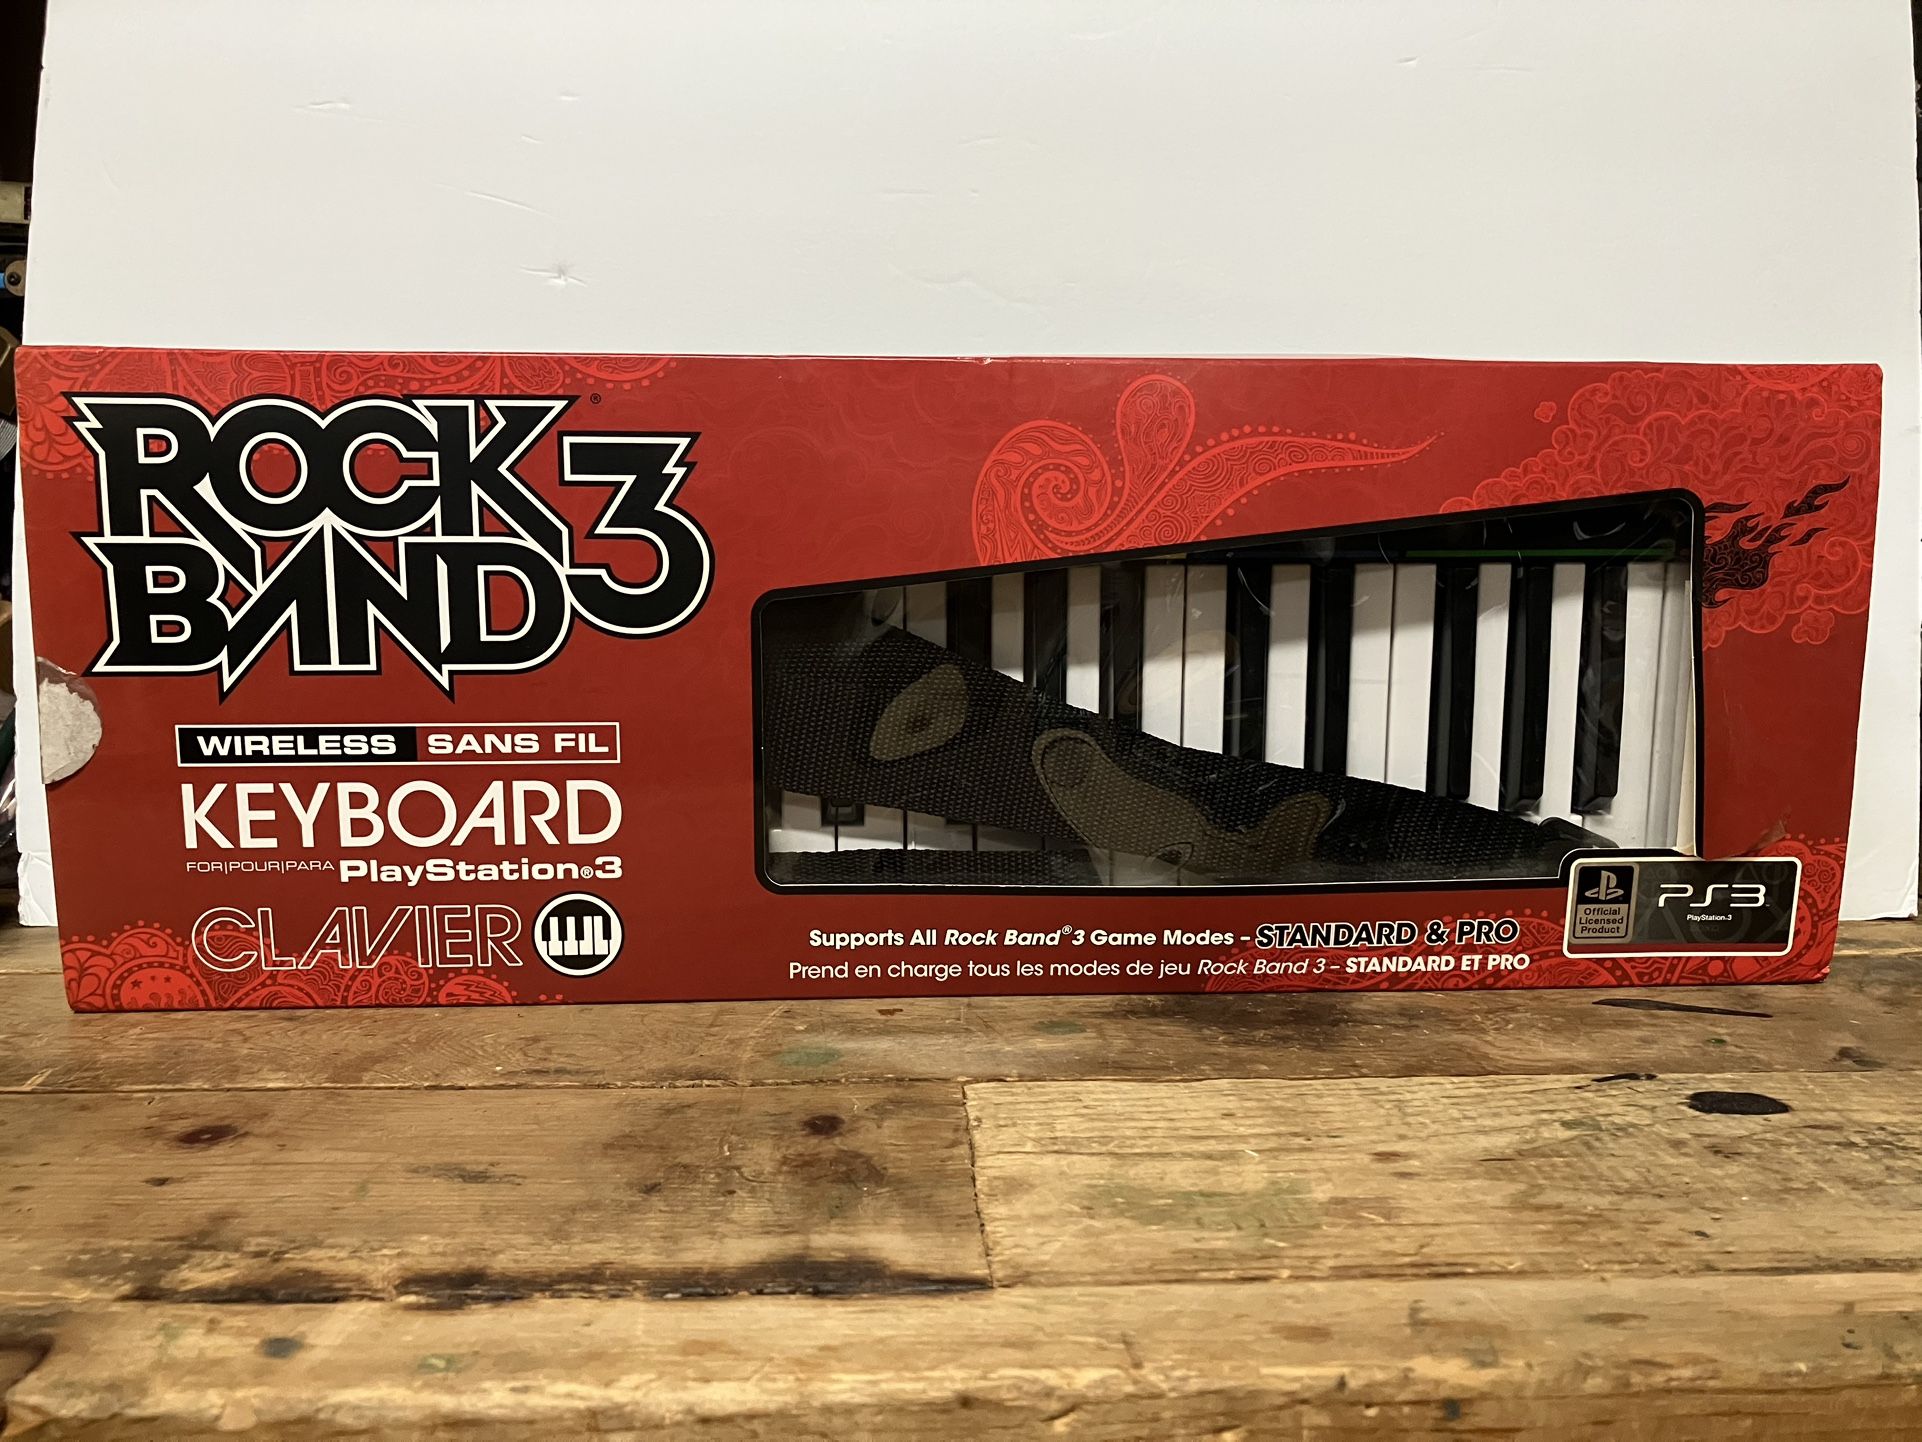 ROCK®
BAND 3
WIRELESS SANS FIL
KEYBOARD
FOR|POUR|PARA PlayStation®3
CLAVIER
Supports All Rock Band®3 Game Modes – STANDARD & PRO
Prend en charge tous les modes de jeu Rock Band 3 – STANDARD ET PRO
Official
Licensed
Product
PS3
PlayStation.3